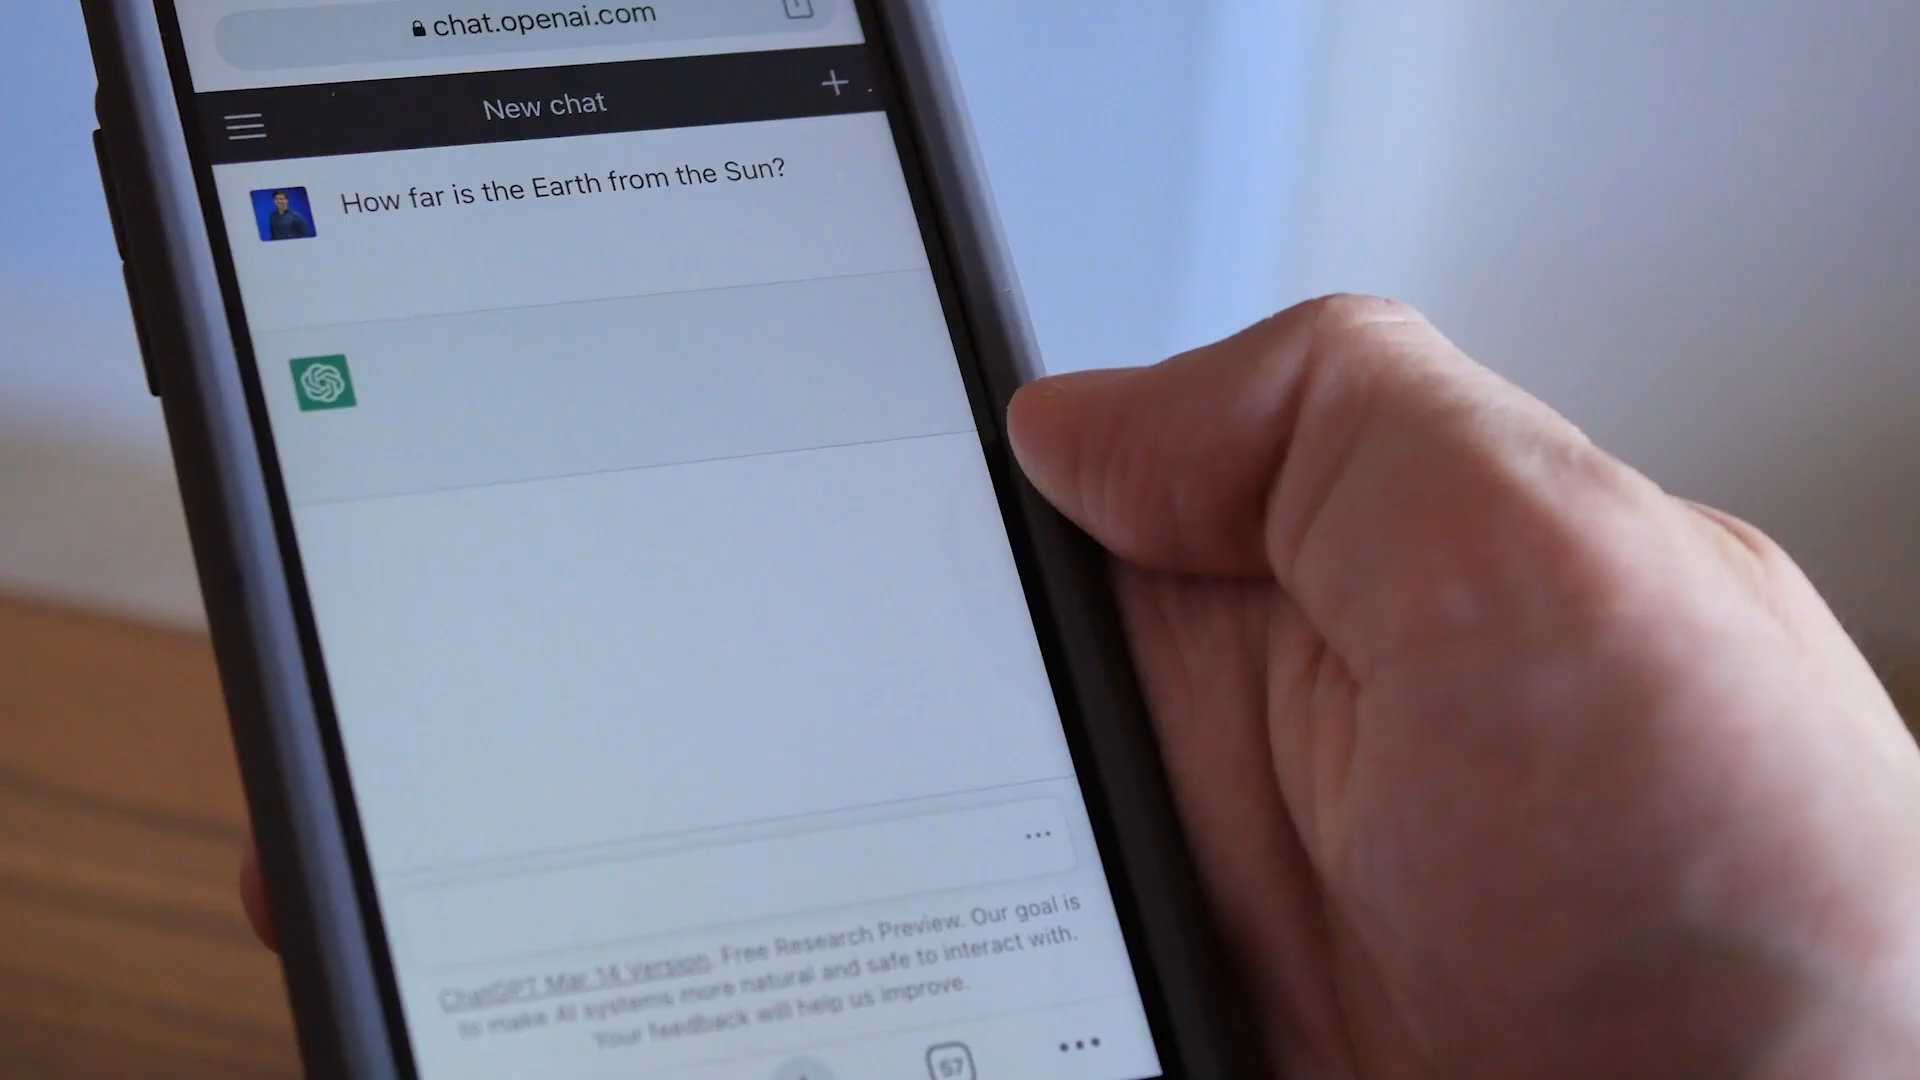 chat.openai.com
New chat
How far is the Earth from the Sun?
ChatGPT Mar 14 Version. Free Research Preview. Our goal is
to make AI systems more natural and safe to interact with.
Your feedback will help us improve.
57